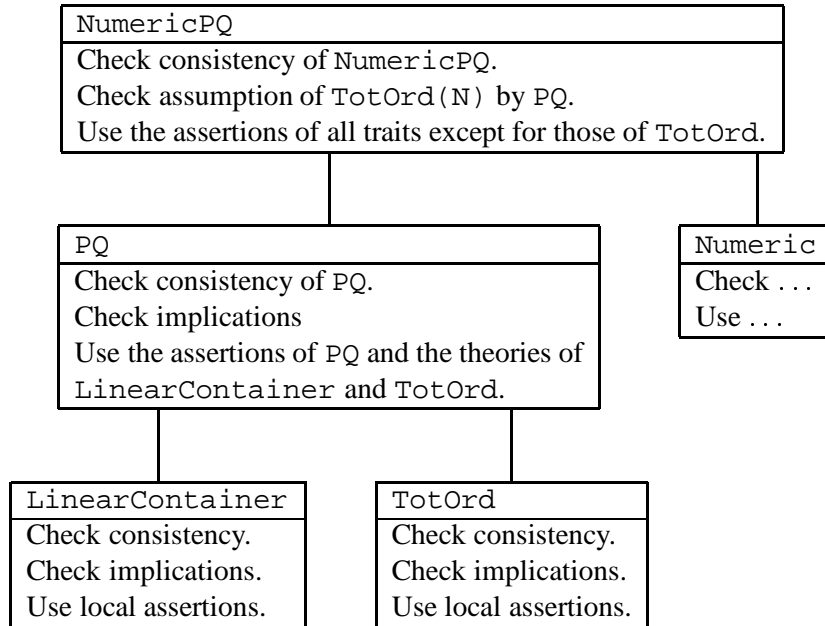 NumericPQ
Check consistency of NumericPQ.
Check assumption of TotOrd(N) by PQ.
Use the assertions of all traits except for those of TotOrd.
PQ
Check consistency of PQ.
Check implications
Use the assertions of PQ and the theories of
LinearContainer and TotOrd.
Numeric
Check ...
Use ...
LinearContainer
Check consistency.
Check implications.
Use local assertions.
TotOrd
Check consistency.
Check implications.
Use local assertions.